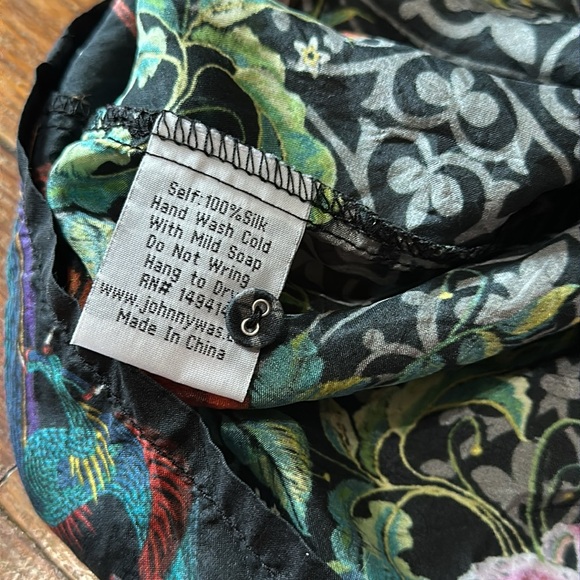 Self:100%Silk
Hand Wash Cold
With Mild Soap
Do Not Wring
Hang to Dry
RN# 149414
www.johnnywas.c
Made In China